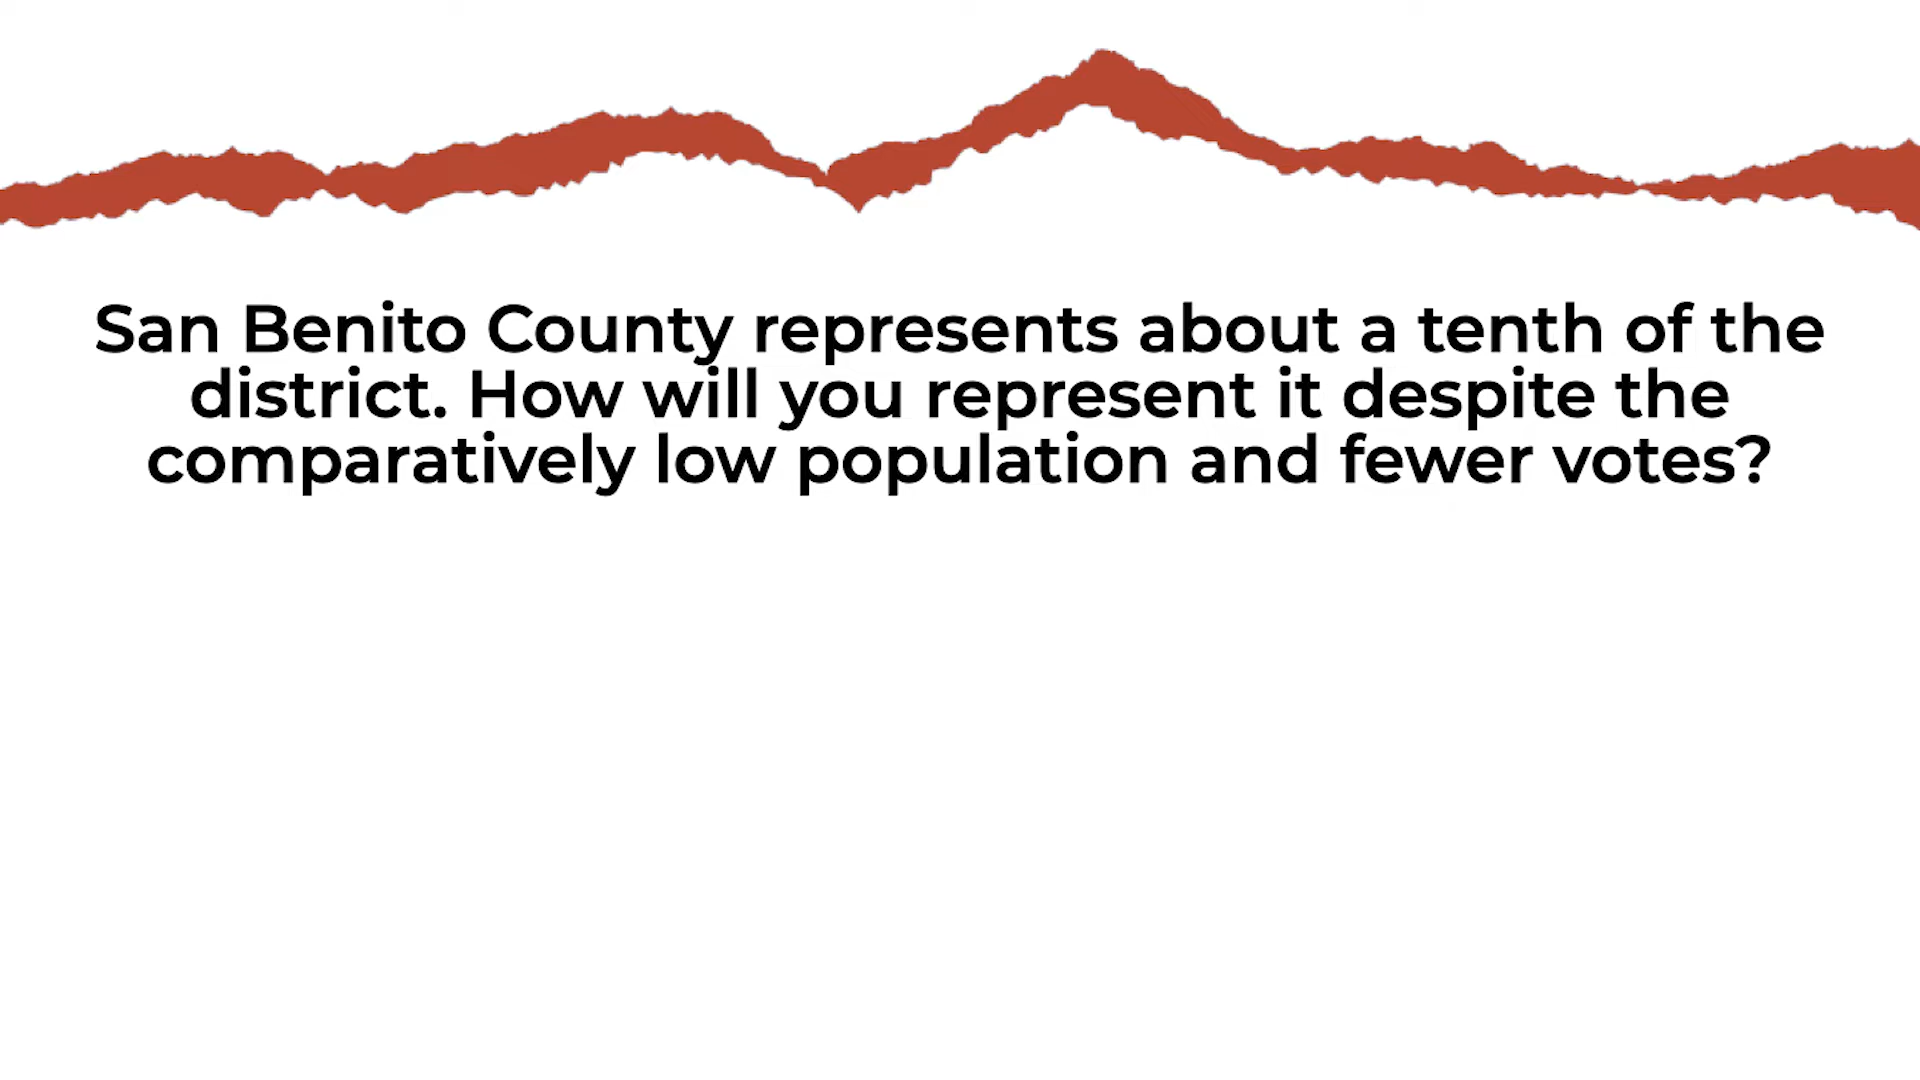 San Benito County represents about a tenth of the
district. How will you represent it despite the
comparatively low population and fewer votes?